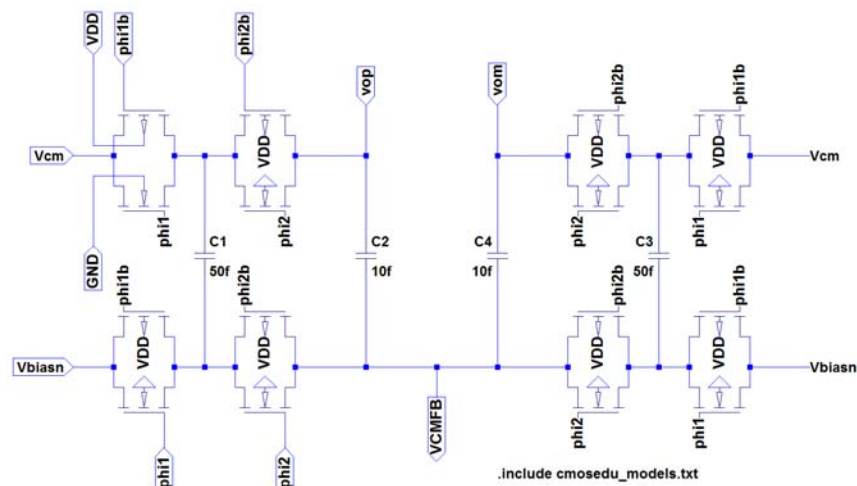 VDD
phi1b
phi2b
vop
vom
phi2b
phi1b
VDD
VDD
VDD
Vcm
Vcm
phi1
phi2
phi2
phi1
C1
50f
C2
10f
C4
10f
C3
50f
GND
phi1b
phi2b
phi2b
phi1b
VDD
VDD
VDD
VDD
Vbiasn
Vbiasn
phi2
phi1
VCMFB
phi1
phi2
.include cmosedu_models.txt